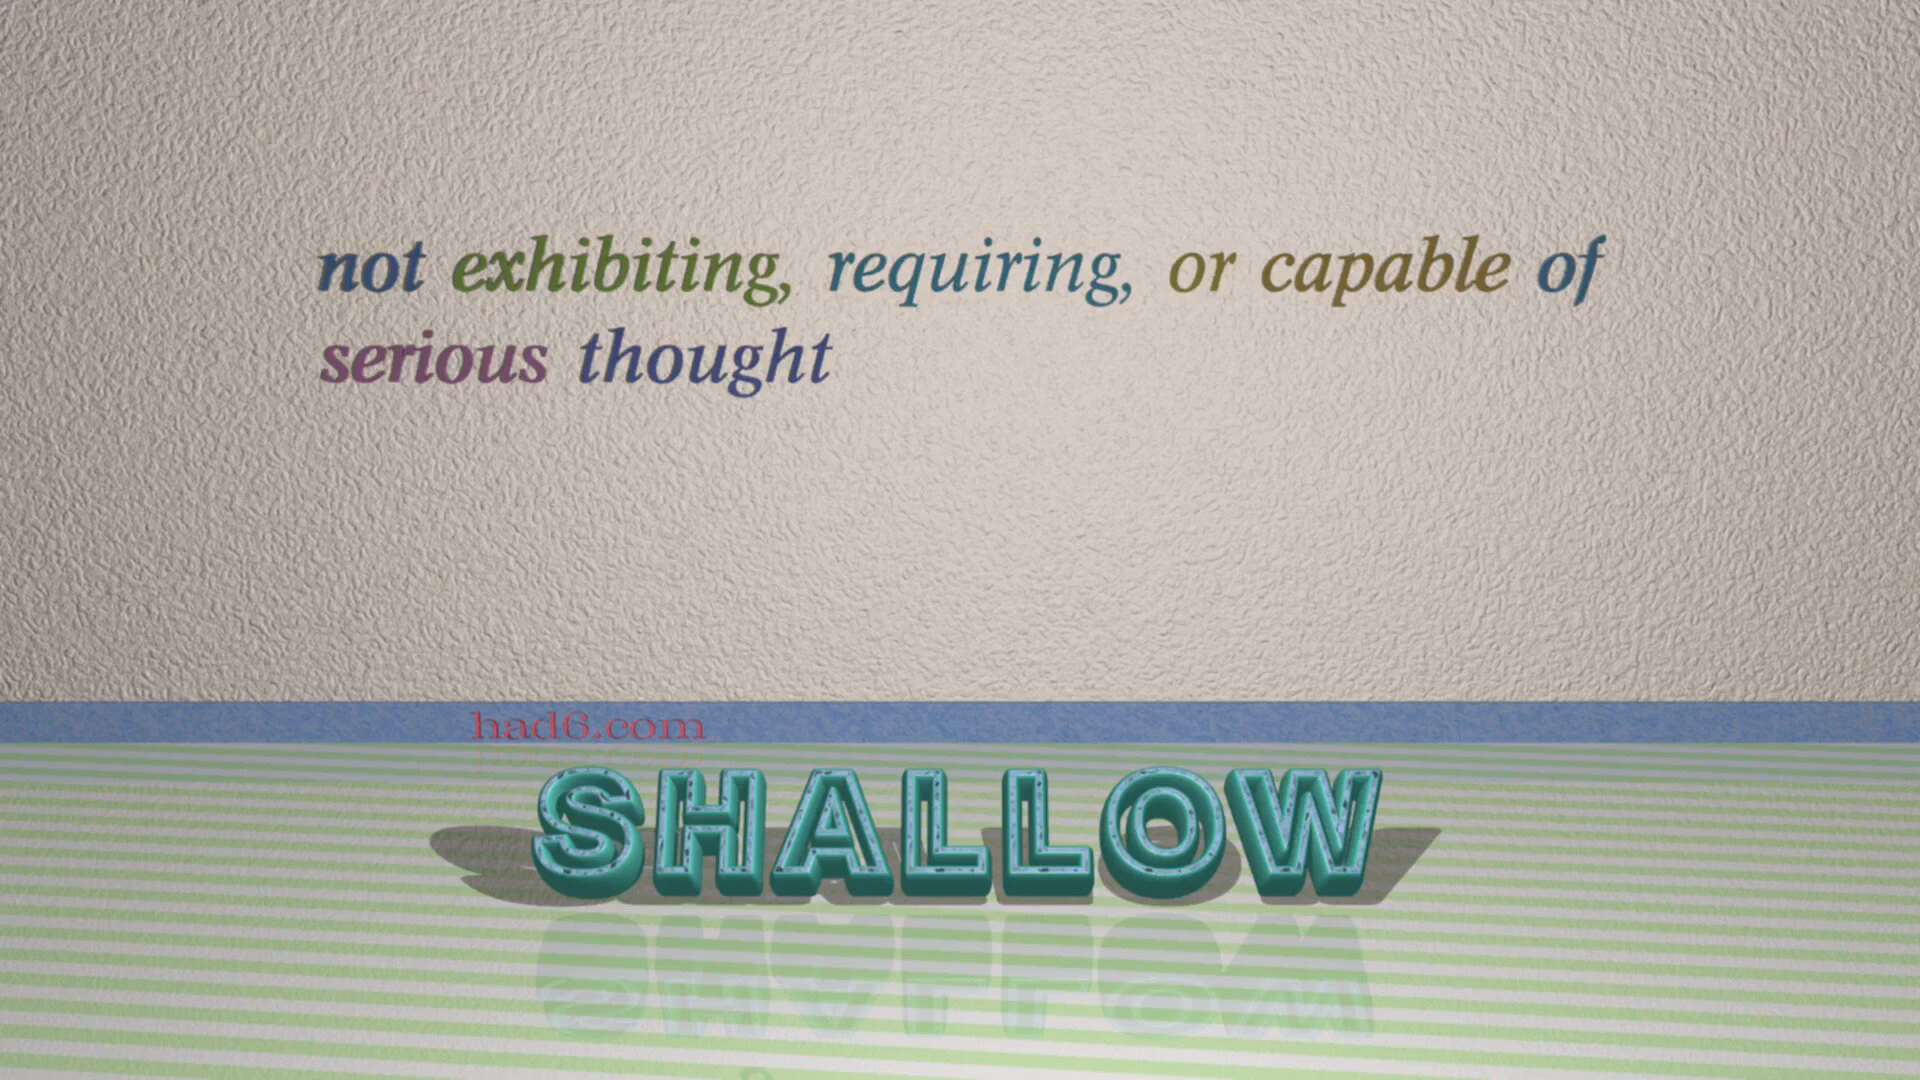 not exhibiting, requiring, or capable of
serious thought
had6.com
SHALLOW